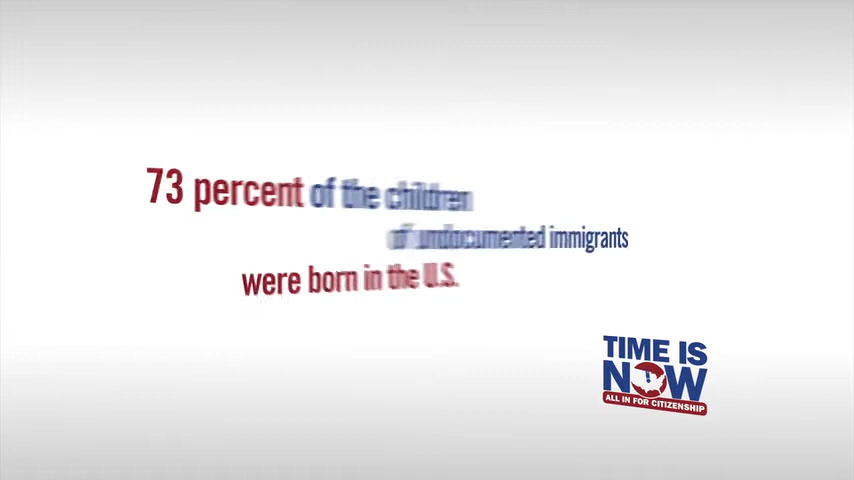 73 percent of the children
of undocumented immigrants
were born in the U.S.
TIME IS
NOW
ALL IN FOR CITIZENSHIP